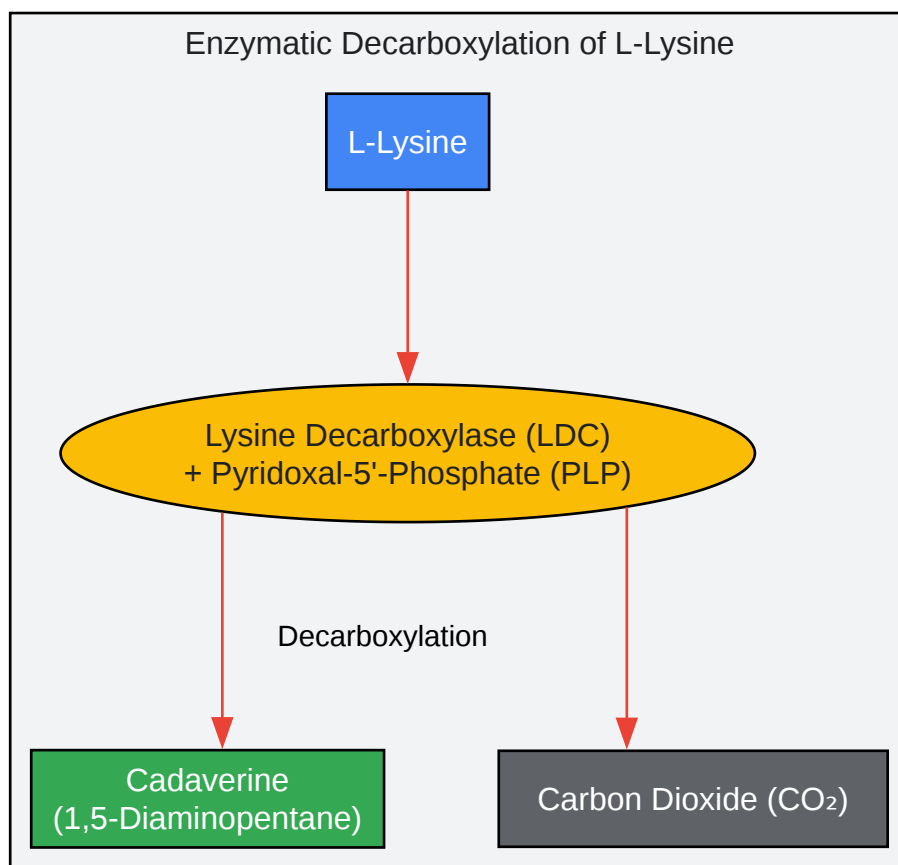 Enzymatic Decarboxylation of L-Lysine
L-Lysine
Lysine Decarboxylase (LDC)
+ Pyridoxal-5'-Phosphate (PLP)
Decarboxylation
Cadaverine
(1,5-Diaminopentane)
Carbon Dioxide (CO₂)